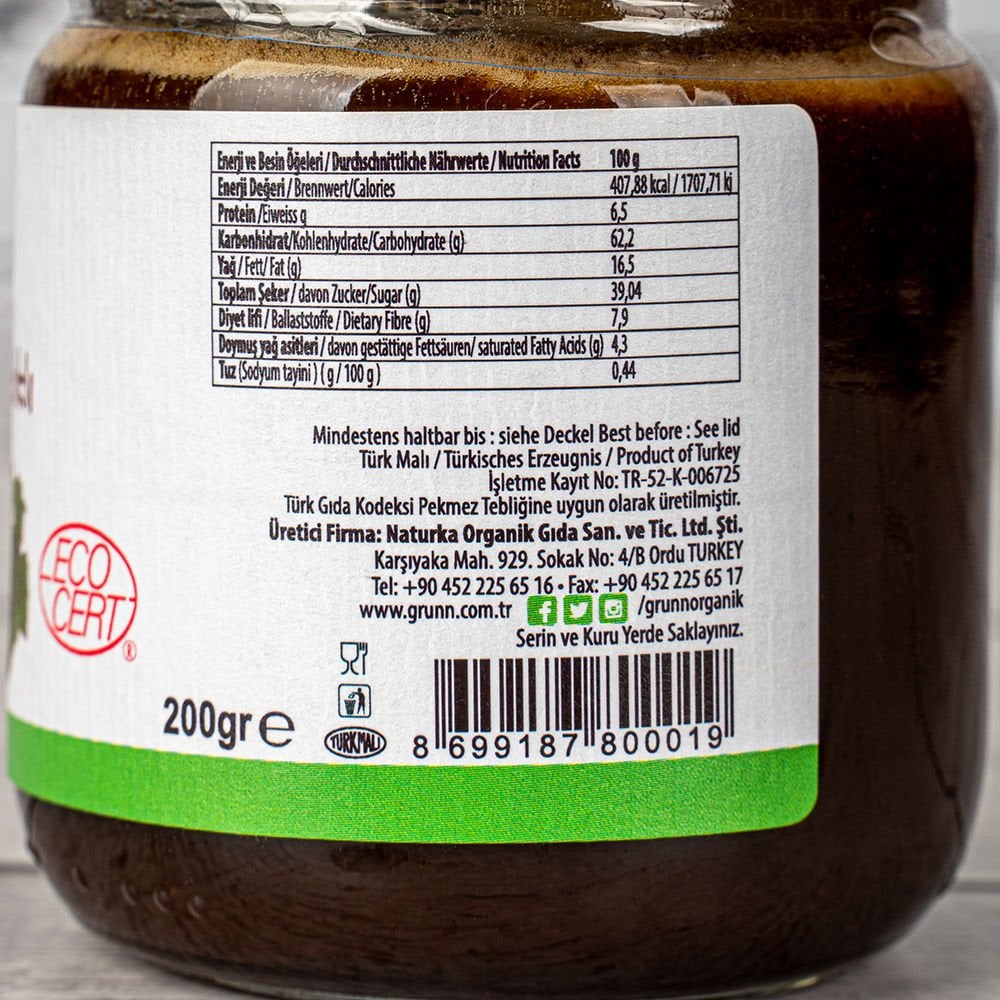 Enerji ve Besin Öğeleri / Durchschnittliche Nährwerte / Nutrition Facts 100 g
Enerji Değeri / Brennwert/Calories 407,88 kcal / 1707,71 kj
Protein /Eiweiss g 6,5
Karbonhidrat/Kohlenhydrate/Carbohydrate (g) 62,2
Yağ / Fett/ Fat (g) 16,5
Toplam Şeker / davon Zucker/Sugar (g) 39,04
Diyet lifi / Ballaststoffe / Dietary Fibre (g) 7,9
Doymuş yağ asitleri / davon gestättige Fettsäuren/ saturated Fatty Acids (g) 4,3
Tuz (Sodyum tayini ) ( g / 100 g ) 0,44
Mindestens haltbar bis : siehe Deckel Best before : See lid
Türk Malı / Türkisches Erzeugnis / Product of Turkey
İşletme Kayıt No: TR-52-K-006725
Türk Gıda Kodeksi Pekmez Tebliğine uygun olarak üretilmiştir.
Üretici Firma: Naturka Organik Gıda San. ve Tic. Ltd. Şti.
Karşıyaka Mah. 929. Sokak No: 4/B Ordu TURKEY
Tel: +90 452 225 65 16 • Fax: +90 452 225 65 17
www.grunn.com.tr /grunnorganik
Serin ve Kuru Yerde Saklayınız.
ECO
CERT
®
200gr e
TURKMALI
8 699187 800019